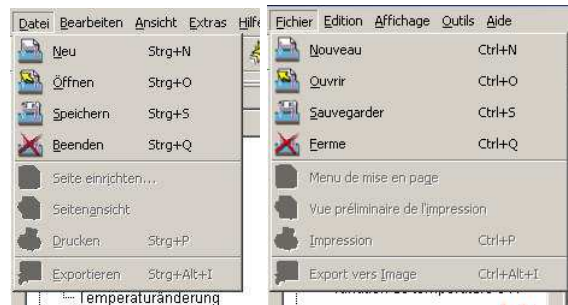 Datei Bearbeiten Ansicht Extras Hilfe
Neu Strg+N
Öffnen Strg+O
Speichern Strg+S
Beenden Strg+Q
Seite einrichten...
Seitenansicht
Drucken Strg+P
Exportieren Strg+Alt+I
Temperaturänderung
Fichier Edition Affichage Outils Aide
Nouveau Ctrl+N
Ouvrir Ctrl+O
Sauvegarder Ctrl+S
Ferme Ctrl+Q
Menu de mise en page
Vue préliminaire de l'impression
Impression Ctrl+P
Export vers Image Ctrl+Alt+I